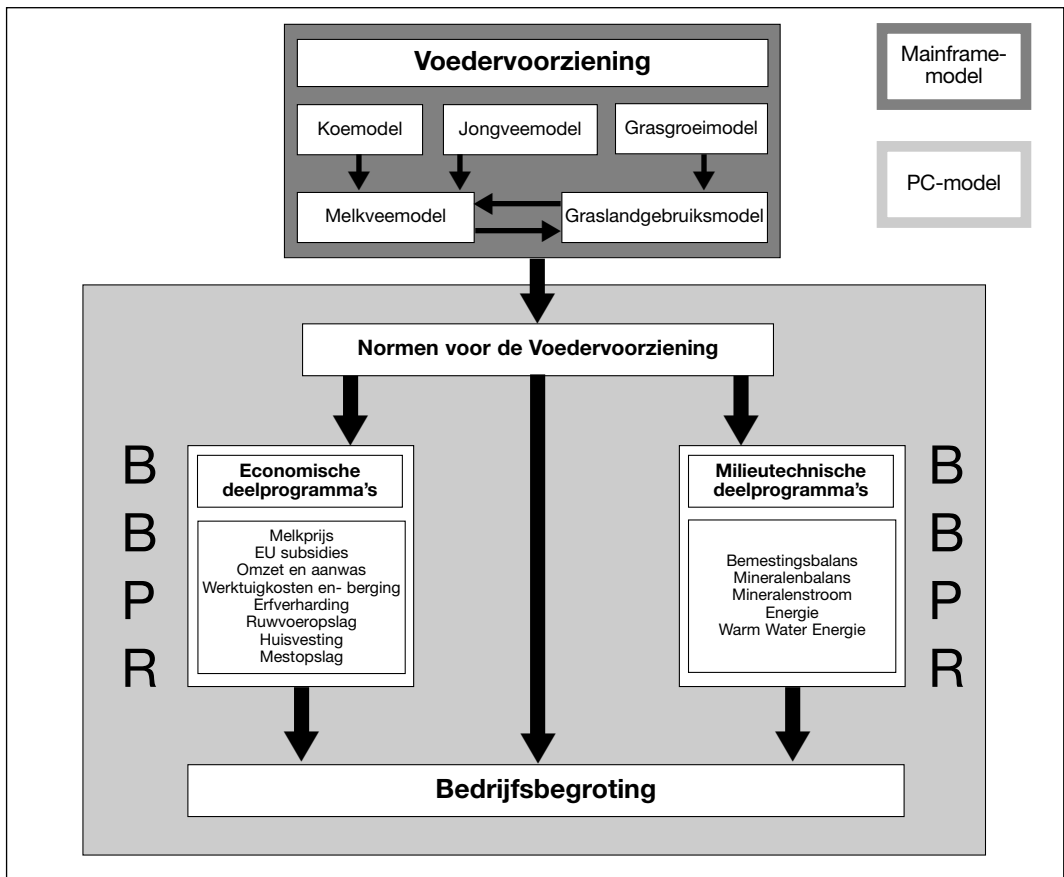 Voedervoorziening
Mainframe-
model
Koemodel
Jongveemodel
Grasgroeimodel
PC-model
Melkveemodel
Graslandgebruiksmodel
Normen voor de Voedervoorziening
B
B
P
R
Economische
deelprogramma's
Melkprijs
EU subsidies
Omzet en aanwas
Werktuigkosten en- berging
Erfverharding
Ruwvoeropslag
Huisvesting
Mestopslag
Milieutechnische
deelprogramma's
Bemestingsbalans
Mineralenbalans
Mineralenstroom
Energie
Warm Water Energie
B
B
P
R
Bedrijfsbegroting